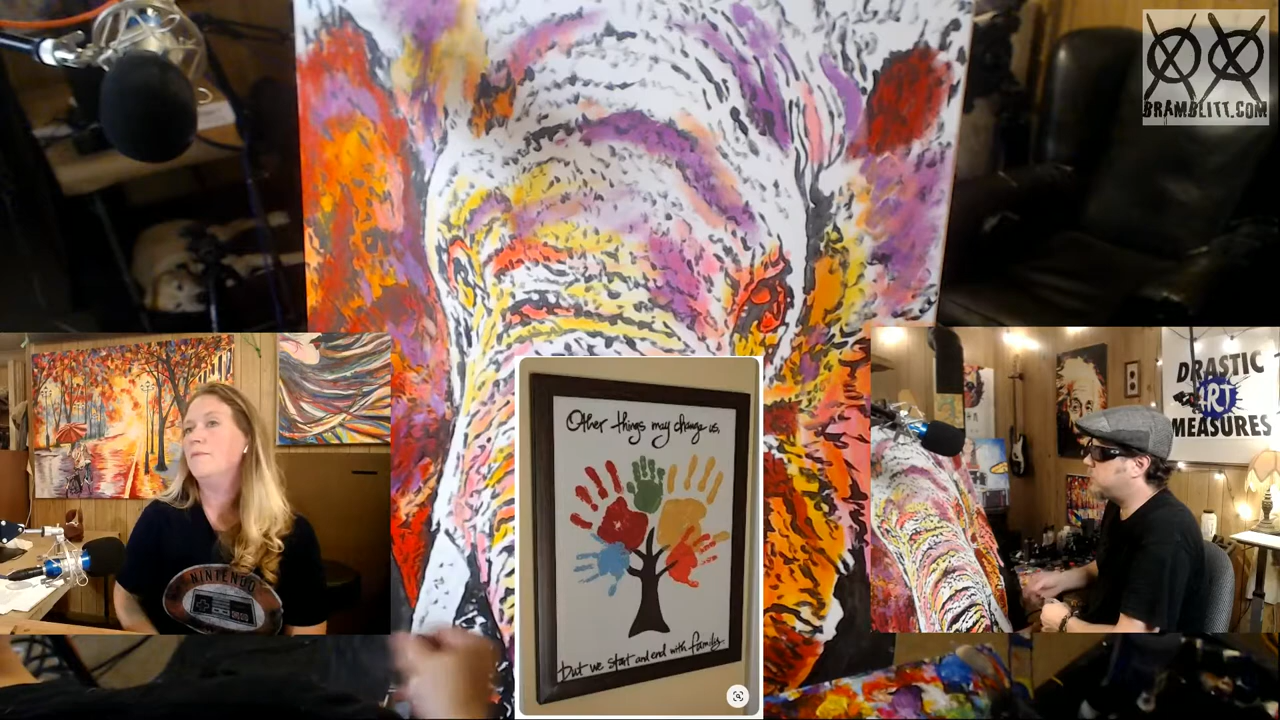 BRAMBLITT.COM
DRASTIC
ART
MEASURES
NINTENDO
Other things may change us,
but we start and end with family.